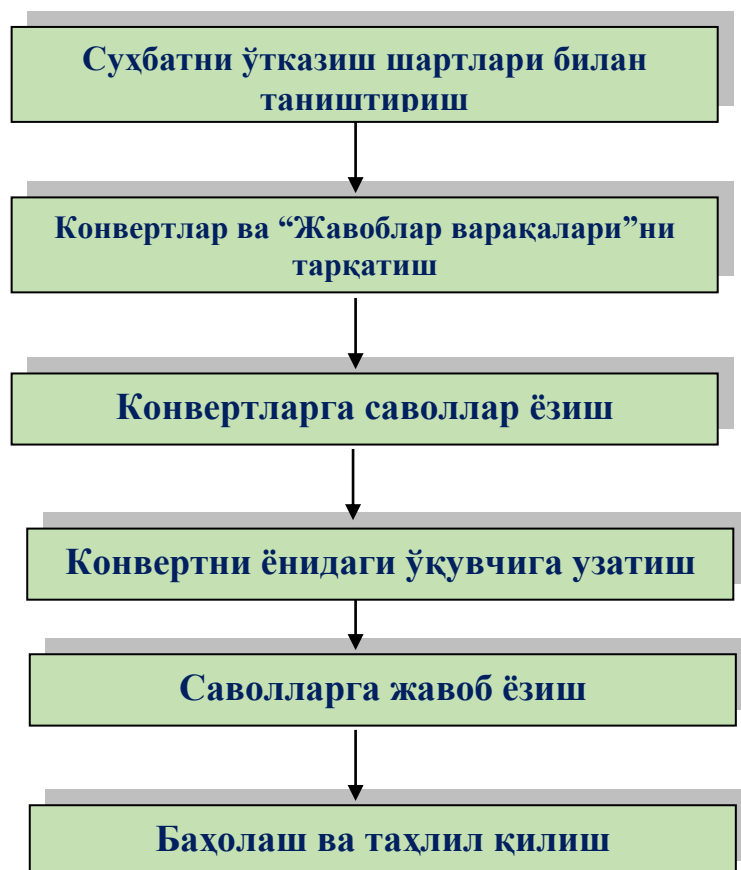 Суҳбатни ўтказиш шартлари билан
таништириш
Конвертлар ва “Жавоблар варақалари”ни
тарқатиш
Конвертларга саволлар ёзиш
Конвертни ёнидаги ўқувчига узатиш
Саволларга жавоб ёзиш
Баҳолаш ва таҳлил қилиш